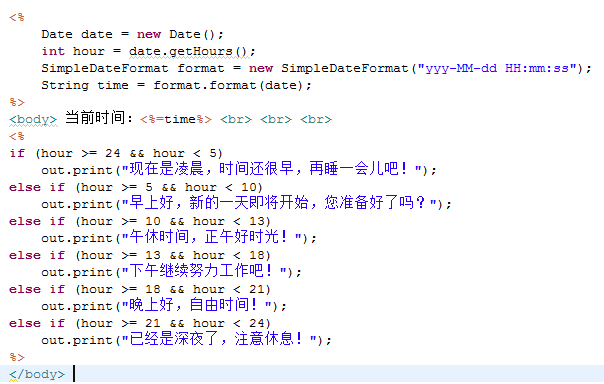 <%
    Date date = new Date();
    int hour = date.getHours();
    SimpleDateFormat format = new SimpleDateFormat("yyy-MM-dd HH:mm:ss");
    String time = format.format(date);
%>
<body> 当前时间：<%=time%> <br> <br> <br>
<%
if (hour >= 24 && hour < 5)
    out.print("现在是凌晨，时间还很早，再睡一会儿吧！");
else if (hour >= 5 && hour < 10)
    out.print("早上好，新的一天即将开始，您准备好了吗？");
else if (hour >= 10 && hour < 13)
    out.print("午休时间，正午好时光！");
else if (hour >= 13 && hour < 18)
    out.print("下午继续努力工作吧！");
else if (hour >= 18 && hour < 21)
    out.print("晚上好，自由时间！");
else if (hour >= 21 && hour < 24)
    out.print("已经是深夜了，注意休息！");
%>
</body>